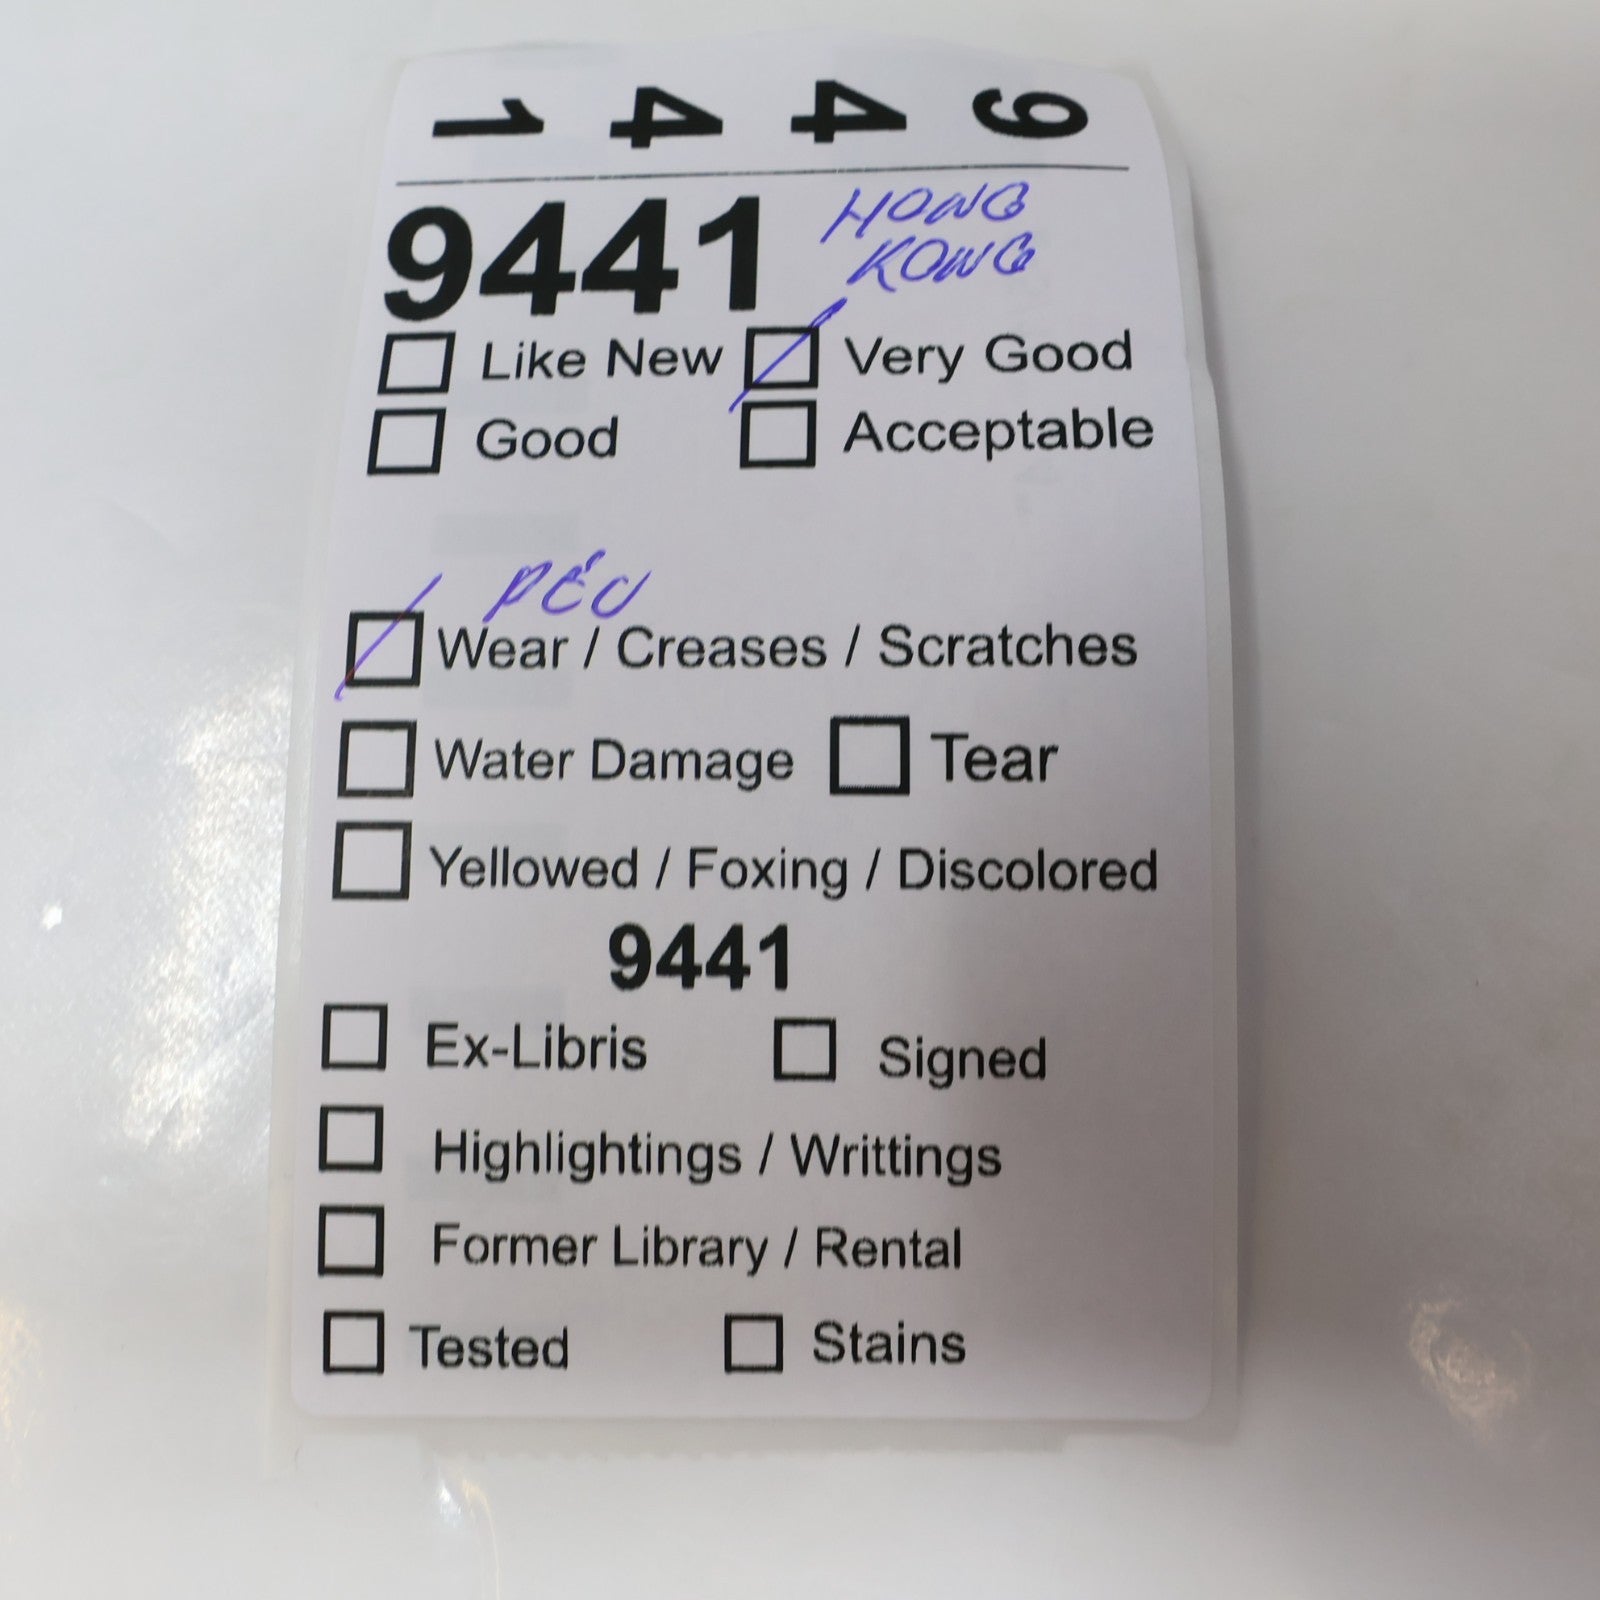 9 4 4 1
9441 HONG
KONG
Like New Very Good
Good Acceptable
PEU
Wear / Creases / Scratches
Water Damage Tear
Yellowed / Foxing / Discolored
9441
Ex-Libris Signed
Highlightings / Writtings
Former Library / Rental
Tested Stains